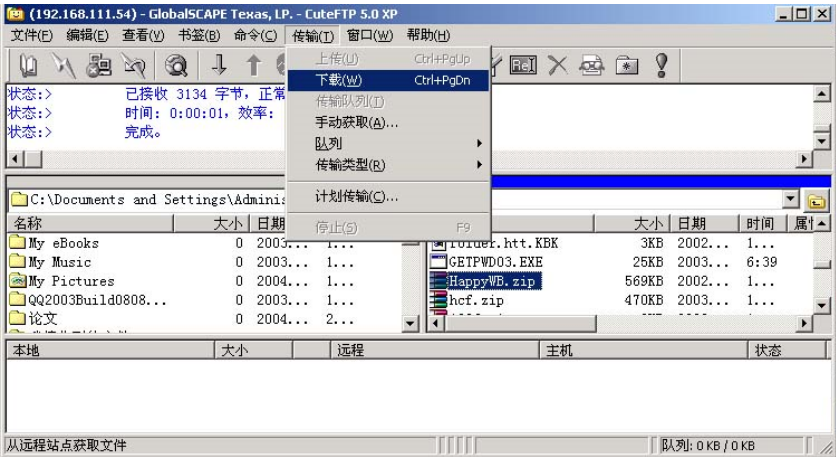 (192.168.111.54) - GlobalSCAPE Texas, LP. - CuteFTP 5.0 XP
文件(F) 编辑(E) 查看(V) 书签(B) 命令(C) 传输(T) 窗口(W) 帮助(H)
上传(U) Ctrl+PgUp
下载(W) Ctrl+PgDn
传输队列(T)
手动获取(A)...
队列
传输类型(R)
计划传输(C)...
停止(S) F9
状态:> 已接收 3134 字节，正常
状态:> 时间: 0:00:01，效率:
状态:> 完成。
C:\Documents and Settings\Adminis
名称 大小 日期
My eBooks 0 2003... 1...
My Music 0 2003... 1...
My Pictures 0 2004... 1...
QQ2003Build0808... 0 2003... 1...
论文 0 2004... 2...
大小 日期 时间 属
folder.htt.KBK 3KB 2002... 1...
GETPWD03.EXE 25KB 2003... 6:39
HappyWB.zip 569KB 2002... 1...
hcf.zip 470KB 2003... 1...
本地 大小 远程 主机 状态
从远程站点获取文件 队列: 0 KB / 0 KB